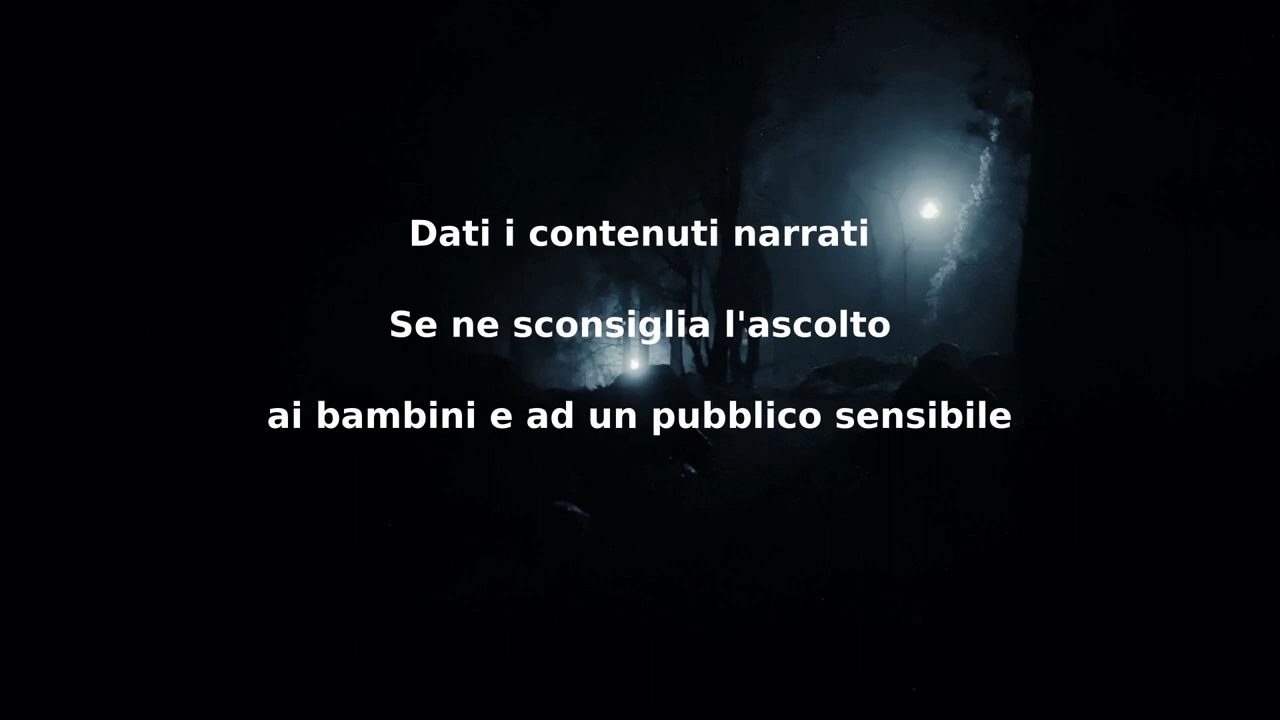 Dati i contenuti narrati
Se ne sconsiglia l'ascolto
ai bambini e ad un pubblico sensibile